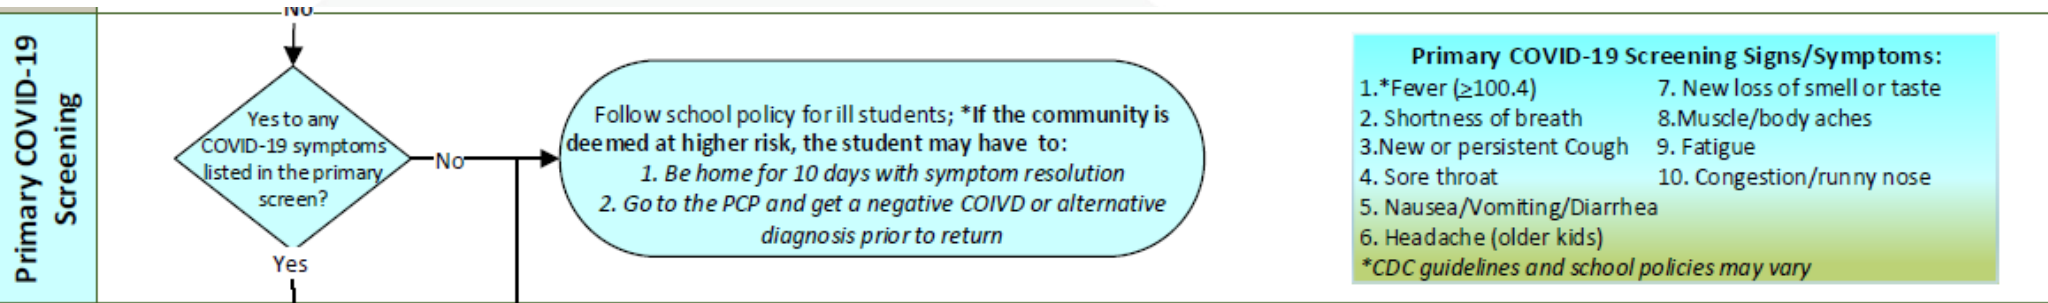 No
Primary COVID-19
Screening
Yes to any
COVID-19 symptoms
listed in the primary
screen?
No
Yes
Follow school policy for ill students; *If the community is
deemed at higher risk, the student may have to:
1. Be home for 10 days with symptom resolution
2. Go to the PCP and get a negative COIVD or alternative
diagnosis prior to return
Primary COVID-19 Screening Signs/Symptoms:
1.*Fever (≥100.4)
2. Shortness of breath
3.New or persistent Cough
4. Sore throat
5. Nausea/Vomiting/Diarrhea
6. Headache (older kids)
7. New loss of smell or taste
8.Muscle/body aches
9. Fatigue
10. Congestion/runny nose
*CDC guidelines and school policies may vary